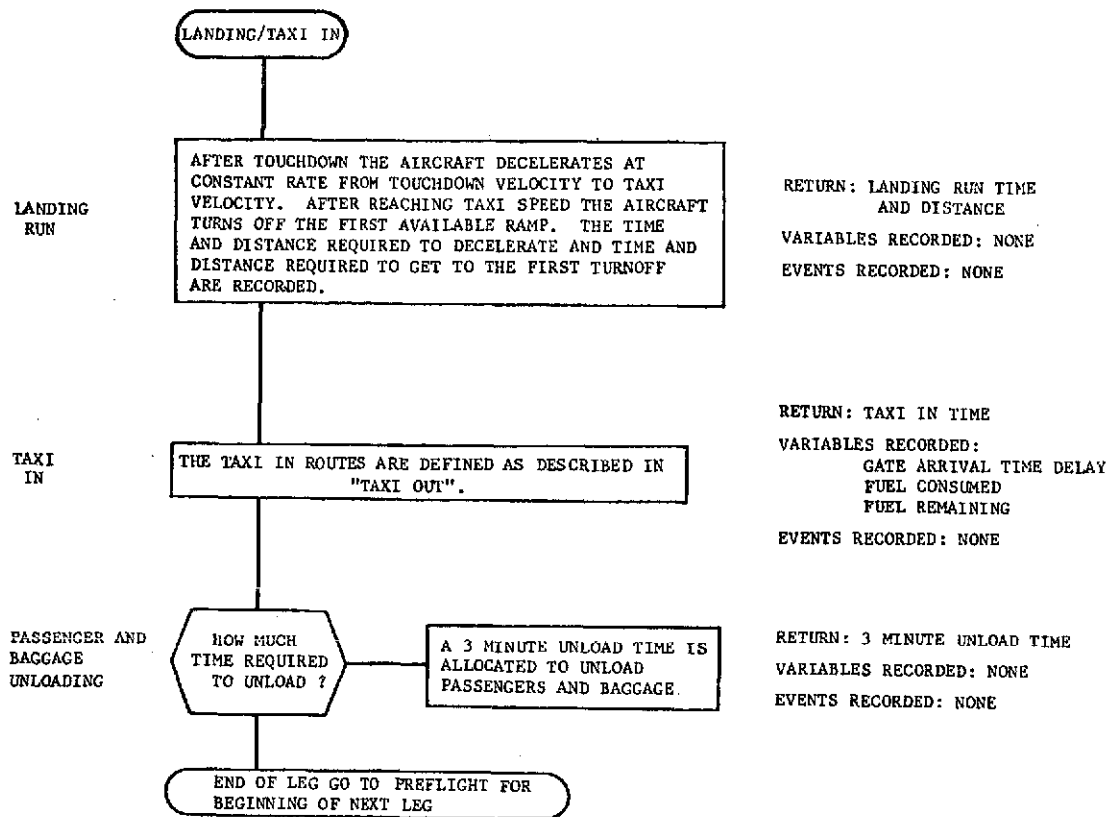 LANDING/TAXI IN
LANDING
RUN
AFTER TOUCHDOWN THE AIRCRAFT DECELERATES AT
CONSTANT RATE FROM TOUCHDOWN VELOCITY TO TAXI
VELOCITY. AFTER REACHING TAXI SPEED THE AIRCRAFT
TURNS OFF THE FIRST AVAILABLE RAMP. THE TIME
AND DISTANCE REQUIRED TO DECELERATE AND TIME AND
DISTANCE REQUIRED TO GET TO THE FIRST TURNOFF
ARE RECORDED.
RETURN: LANDING RUN TIME
AND DISTANCE
VARIABLES RECORDED: NONE
EVENTS RECORDED: NONE
TAXI
IN
THE TAXI IN ROUTES ARE DEFINED AS DESCRIBED IN
"TAXI OUT".
RETURN: TAXI IN TIME
VARIABLES RECORDED:
GATE ARRIVAL TIME DELAY
FUEL CONSUMED
FUEL REMAINING
EVENTS RECORDED: NONE
PASSENGER AND
BAGGAGE
UNLOADING
HOW MUCH
TIME REQUIRED
TO UNLOAD ?
A 3 MINUTE UNLOAD TIME IS
ALLOCATED TO UNLOAD
PASSENGERS AND BAGGAGE.
RETURN: 3 MINUTE UNLOAD TIME
VARIABLES RECORDED: NONE
EVENTS RECORDED: NONE
END OF LEG GO TO PREFLIGHT FOR
BEGINNING OF NEXT LEG